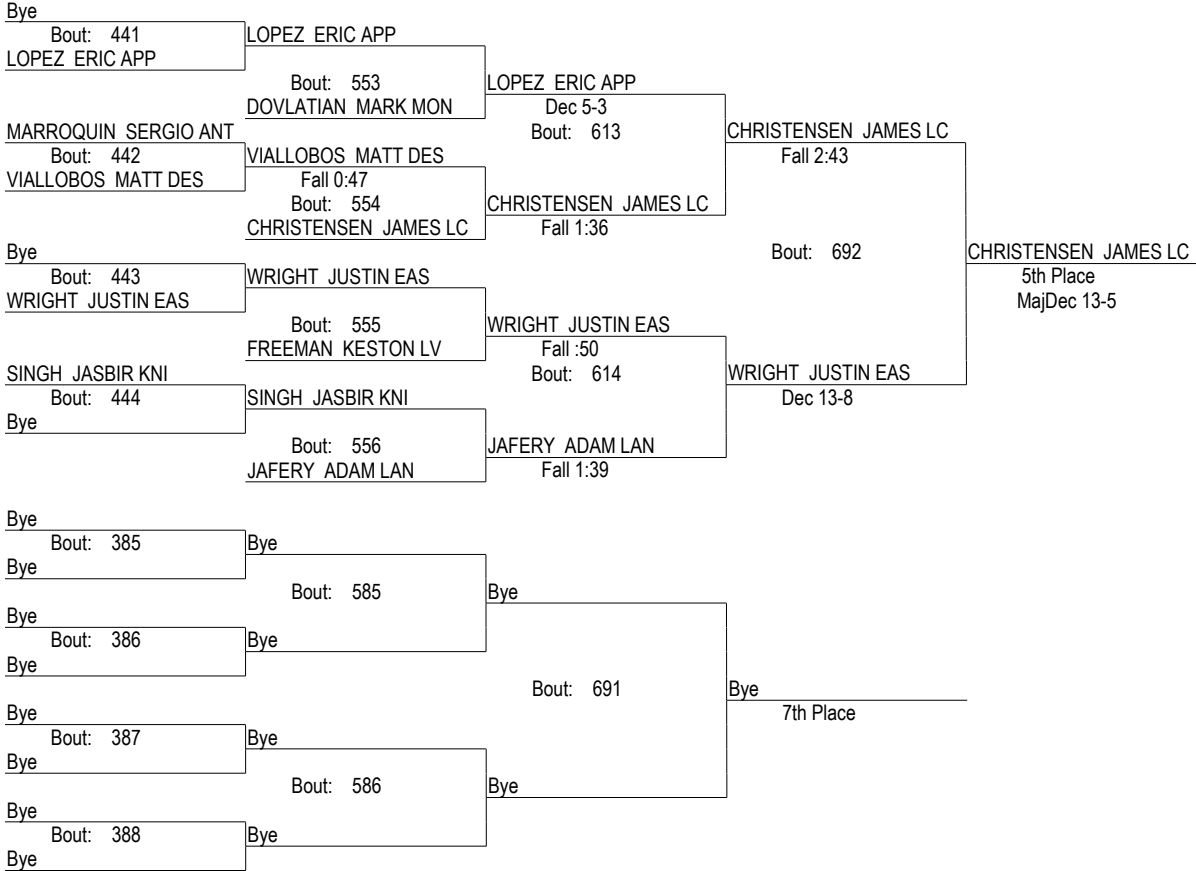 Bye
Bout: 441
LOPEZ ERIC APP
LOPEZ ERIC APP
Bout: 553
DOVLATIAN MARK MON
LOPEZ ERIC APP
Dec 5-3
Bout: 613
MARROQUIN SERGIO ANT
Bout: 442
VIALLOBOS MATT DES
VIALLOBOS MATT DES
Fall 0:47
Bout: 554
CHRISTENSEN JAMES LC
CHRISTENSEN JAMES LC
Fall 1:36
CHRISTENSEN JAMES LC
Fall 2:43
Bout: 692
CHRISTENSEN JAMES LC
5th Place
MajDec 13-5
Bye
Bout: 443
WRIGHT JUSTIN EAS
WRIGHT JUSTIN EAS
Bout: 555
FREEMAN KESTON LV
WRIGHT JUSTIN EAS
Fall :50
Bout: 614
SINGH JASBIR KNI
Bout: 444
Bye
SINGH JASBIR KNI
Bout: 556
JAFERY ADAM LAN
JAFERY ADAM LAN
Fall 1:39
WRIGHT JUSTIN EAS
Dec 13-8
Bye
Bout: 385
Bye
Bye
Bout: 585
Bye
Bye
Bout: 386
Bye
Bye
Bout: 691
Bye
7th Place
Bye
Bout: 387
Bye
Bye
Bout: 586
Bye
Bye
Bout: 388
Bye
Bye